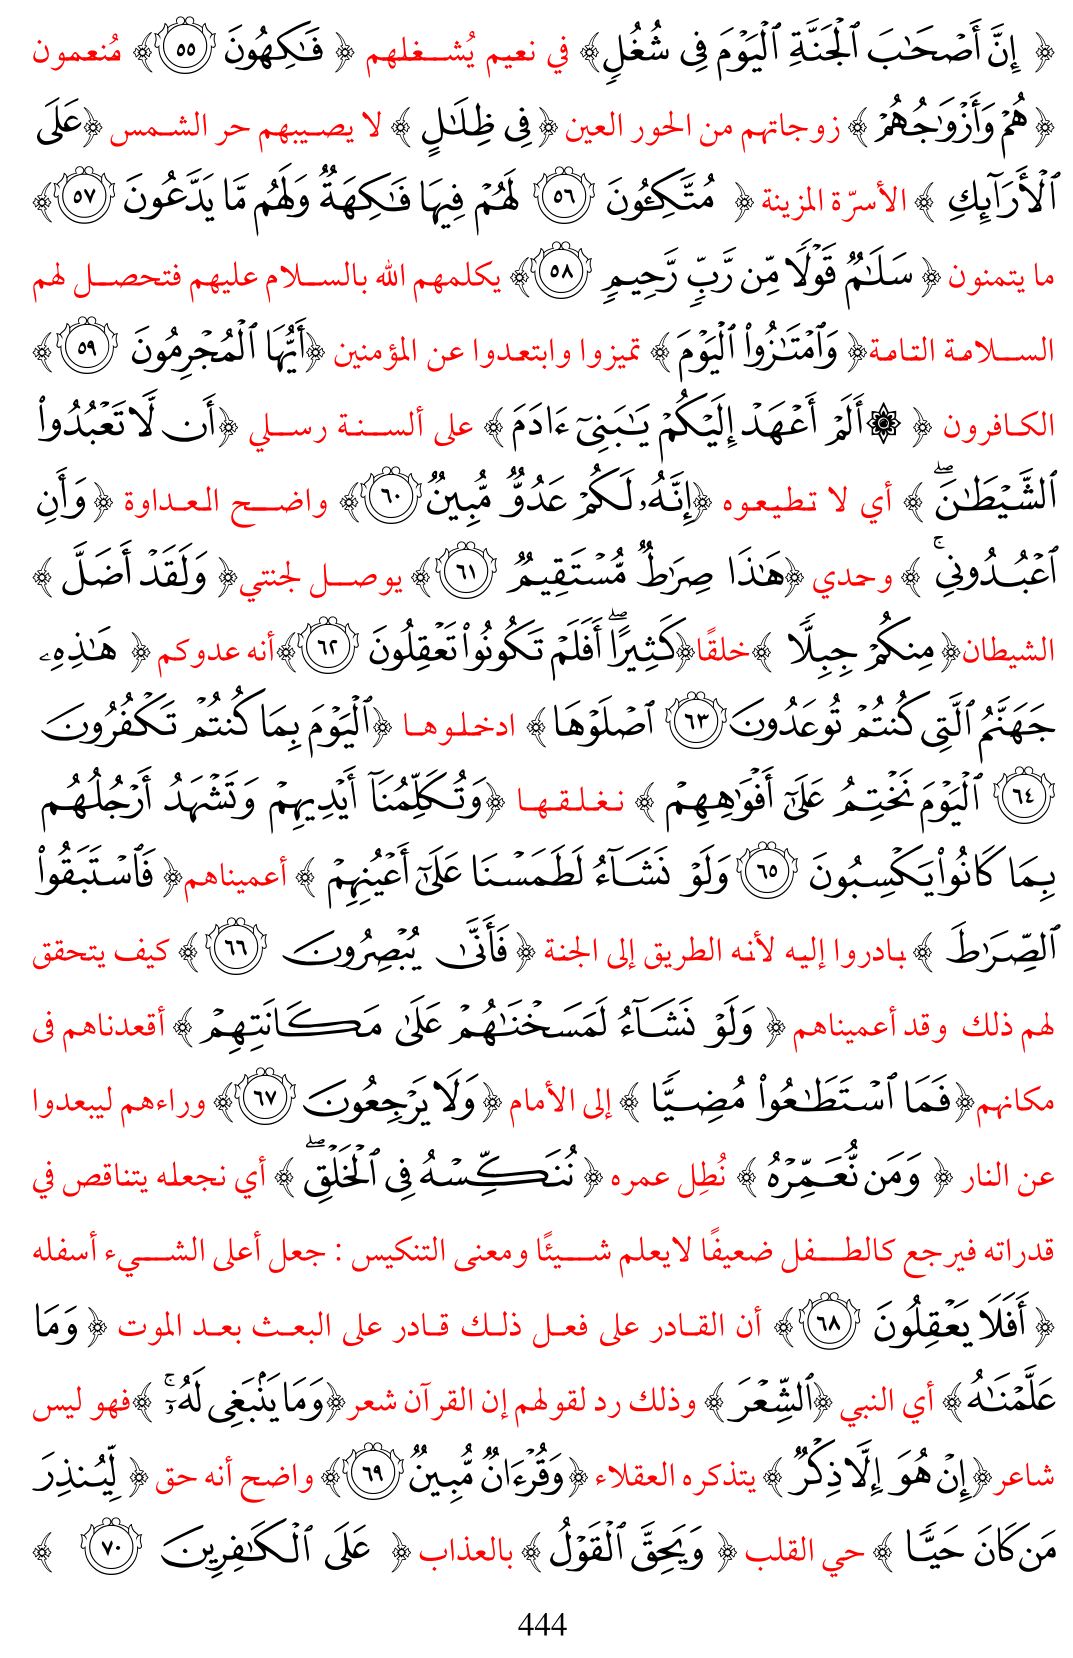 ﴿ إِنَّ أَصۡحَٰبَ ٱلۡجَنَّةِ ٱلۡيَوۡمَ فِي شُغُلٖ﴾ في نعيم يُشـغلهم ﴿ فَٰكِهُونَ ٥٥﴾ مُنعمون
﴿ هُمۡ وَأَزۡوَٰجُهُمۡ ﴾ زوجاتهم من الحور العين ﴿ فِي ظِلَٰلٍ ﴾ لا يصيبهم حر الشمس ﴿عَلَى
ٱلۡأَرَآئِكِ ﴾ الأسرّة المزينة ﴿ مُتَّكِـُٔونَ ٥٦ لَهُمۡ فِيهَا فَٰكِهَةٞ وَلَهُم مَّا يَدَّعُونَ ٥٧﴾
ما يتمنون ﴿ سَلَٰمٞ قَوۡلٗا مِّن رَّبّٖ رَّحِيمٖ ٥٨﴾ يكلمهم الله بالسلام عليهم فتحصل لهم
السلامة التامة﴿ وَٱمۡتَٰزُواْ ٱلۡيَوۡمَ ﴾ تميزوا وابتعدوا عن المؤمنين ﴿أَيُّهَا ٱلۡمُجۡرِمُونَ ٥٩ ﴾
الكافرون ﴿ ۞أَلَمۡ أَعۡهَدۡ إِلَيۡكُمۡ يَٰبَنِيٓ ءَادَمَ ﴾ على ألسنة رسلي ﴿أَن لَّا تَعۡبُدُواْ
ٱلشَّيۡطَٰنَۖ ﴾ أي لا تطيعوه ﴿إِنَّهُۥ لَكُمۡ عَدُوّٞ مُّبِينٞ ٦٠﴾ واضح العداوة ﴿ وَأَنِ
ٱعۡبُدُونِيۚ ﴾ وحدي ﴿هَٰذَا صِرَٰطٞ مُّسۡتَقِيمٞ ٦١﴾ يوصل لجنتي﴿ وَلَقَدۡ أَضَلَّ ﴾
الشيطان﴿ مِنكُمۡ جِبِلّٗا ﴾خلقًا﴿كَثِيرًاۖ أَفَلَمۡ تَكُونُواْ تَعۡقِلُونَ ٦٢﴾أنه عدوكم ﴿ هَٰذِهِۦ
جَهَنَّمُ ٱلَّتِي كُنتُمۡ تُوعَدُونَ ٦٣ ٱصۡلَوۡهَا﴾ ادخلوها ﴿ٱلۡيَوۡمَ بِمَا كُنتُمۡ تَكۡفُرُونَ
٦٤ ٱلۡيَوۡمَ نَخۡتِمُ عَلَىٰٓ أَفۡوَٰهِهِمۡ ﴾ نغلقها ﴿وَتُكَلِّمُنَآ أَيۡدِيهِمۡ وَتَشۡهَدُ أَرۡجُلُهُم
بِمَا كَانُواْ يَكۡسِبُونَ ٦٥ وَلَوۡ نَشَآءُ لَطَمَسۡنَا عَلَىٰٓ أَعۡيُنِهِمۡ ﴾ أعميناهم﴿ فَٱسۡتَبَقُواْ
ٱلصِّرَٰطَ ﴾ بادروا إليه لأنه الطريق إلى الجنة ﴿ فَأَنَّىٰ يُبۡصِرُونَ ٦٦ ﴾ كيف يتحقق
لهم ذلك وقد أعميناهم ﴿ وَلَوۡ نَشَآءُ لَمَسَخۡنَٰهُمۡ عَلَىٰ مَكَانَتِهِمۡ ﴾ أقعدناهم فى
مكانهم﴿فَمَا ٱسۡتَطَٰعُواْ مُضِيّٗا ﴾ إلى الأمام ﴿وَلَا يَرۡجِعُونَ ٦٧﴾ وراءهم ليبعدوا
عن النار ﴿ وَمَن نُّعَمِّرۡهُ ﴾ نُطِل عمره ﴿ نُنَكِّسۡهُ فِي ٱلۡخَلۡقِۚ ﴾ أي نجعله يتناقص في
قدراته فيرجع كالطفل ضعيفًا لايعلم شيئًا ومعنى التنكيس : جعل أعلى الشيء أسفله
﴿ أَفَلَا يَعۡقِلُونَ ٦٨﴾ أن القادر على فعل ذلك قادر على البعث بعد الموت ﴿ وَمَا
عَلَّمۡنَٰهُ﴾ أي النبي ﴿ٱلشِّعۡرَ ﴾ وذلك رد لقولهم إن القرآن شعر﴿وَمَا يَنۢبَغِي لَهُۥٓۚ ﴾فهو ليس
شاعر﴿إِنۡ هُوَ إِلَّا ذِكۡرٞ ﴾ يتذكره العقلاء ﴿وَقُرۡءَانٞ مُّبِينٞ ٦٩﴾ واضح أنه حق ﴿ لِّيُنذِرَ
مَن كَانَ حَيّٗا ﴾ حي القلب ﴿ وَيَحِقَّ ٱلۡقَوۡلُ ﴾ بالعذاب ﴿ عَلَى ٱلۡكَٰفِرِينَ ٧٠ ﴾
444